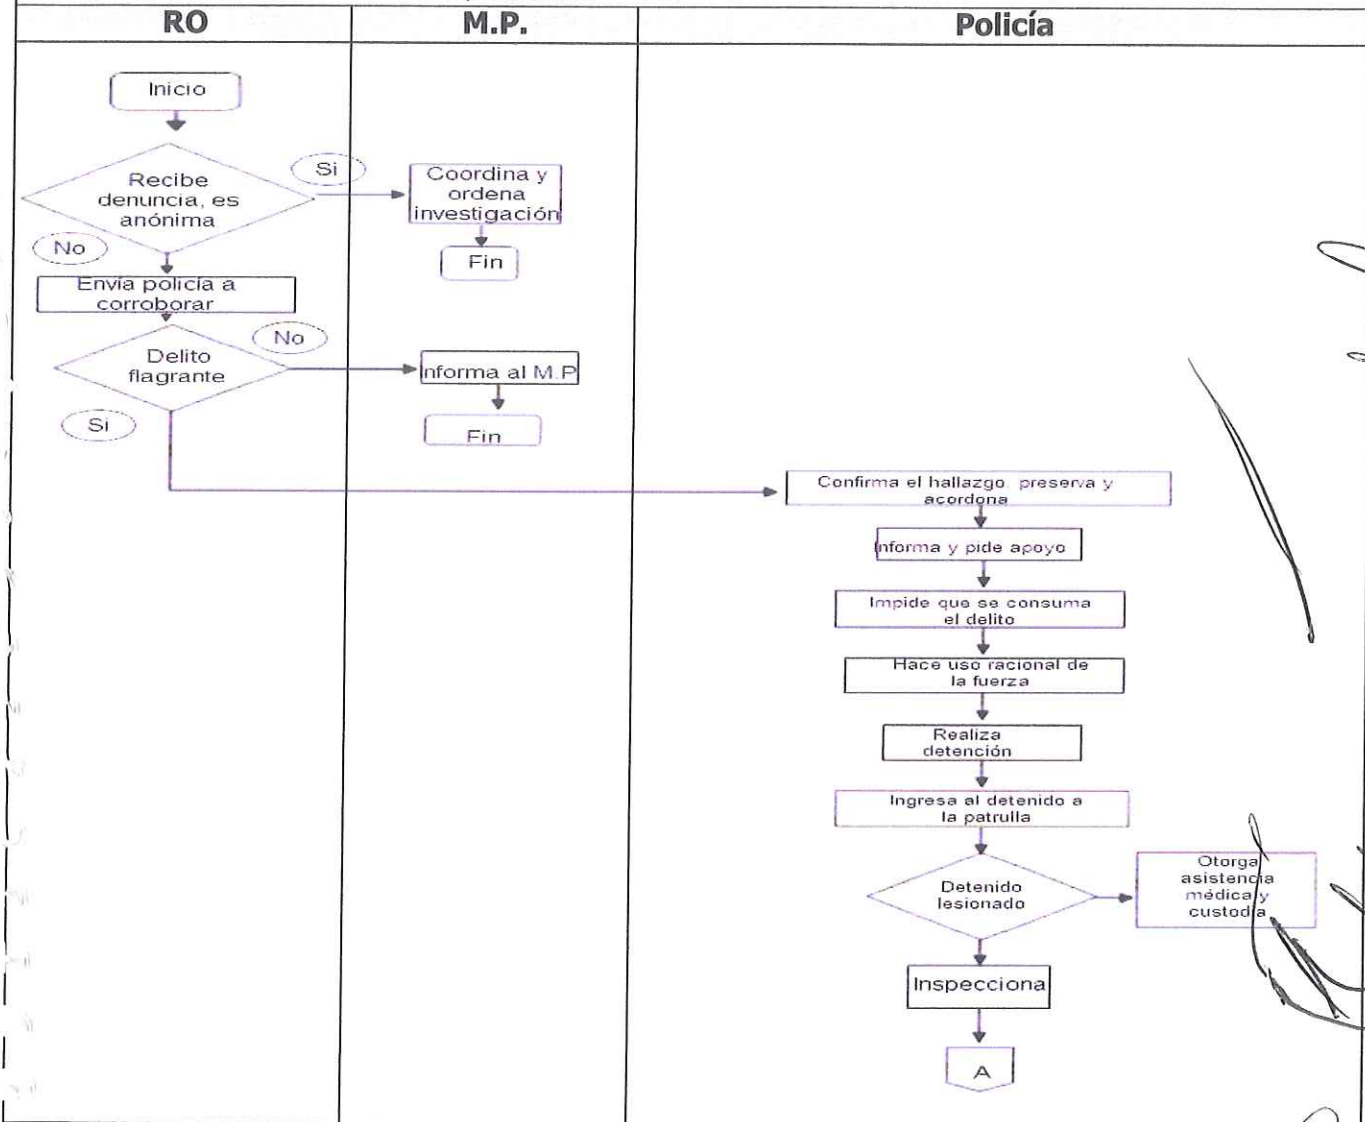 RO
M.P.
Policía
Inicio
Recibe
denuncia, es
anónima
Si
Coordina y
ordena
investigación
Fin
No
Envía policía a
corroborar
Delito
flagrante
No
nforma al M.P
Fin
Si
Confirma el hallazgo, preserva y
acordona
Informa y pide apoyo
Impide que se consuma
el delito
Hace uso racional de
la fuerza
Realiza
detención
Ingresa al detenido a
la patrulla
Detenido
lesionado
Otorga
asistencia
médica y
custodia
Inspecciona
A